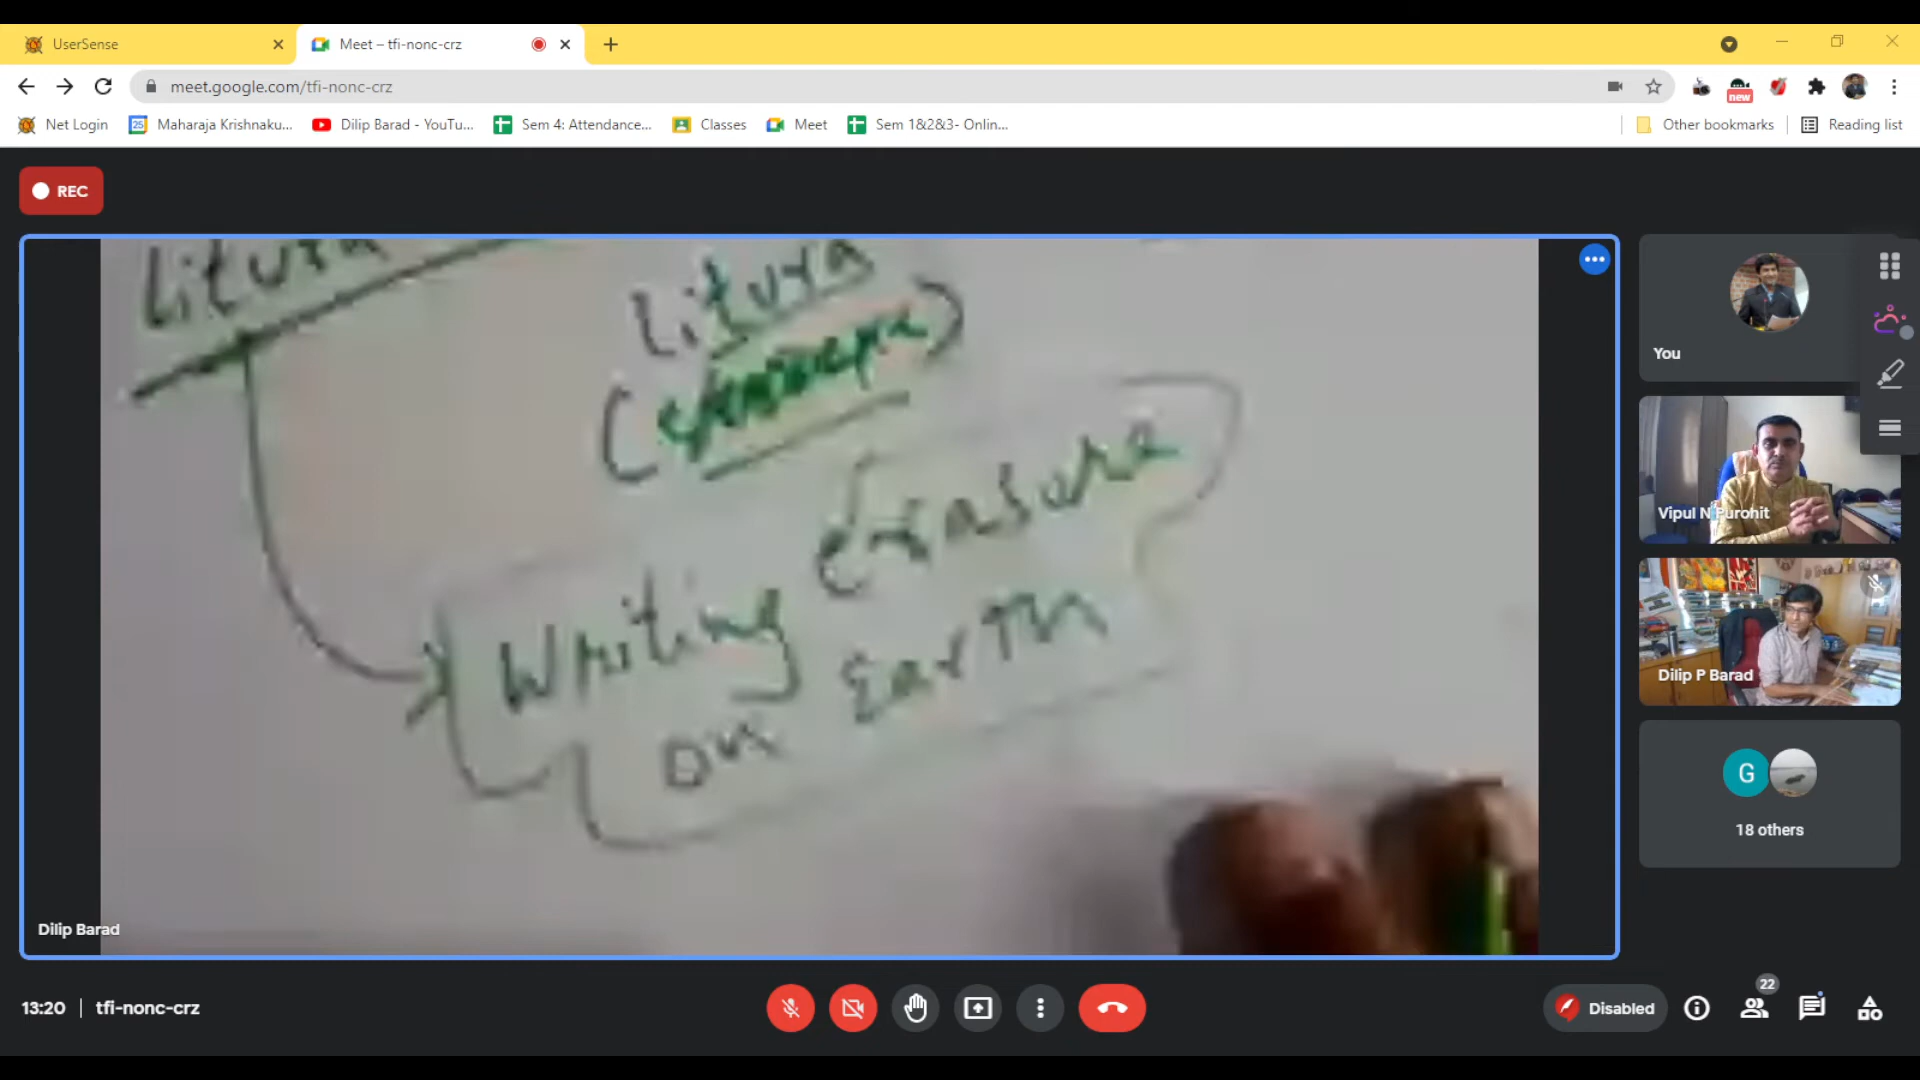 UserSense
Meet – tfi-nonc-crz
meet.google.com/tfi-nonc-crz
new
Net Login
25
Maharaja Krishnaku...
Dilip Barad - YouTu...
Sem 4: Attendance...
Classes
Meet
Sem 1&2&3- Onlin...
Other bookmarks
Reading list
REC
Litura
Litura
erasure
Writing
on Earth
Dilip Barad
You
Vipul N Purohit
Dilip P Barad
G
18 others
13:20 | tfi-nonc-crz
Disabled
22